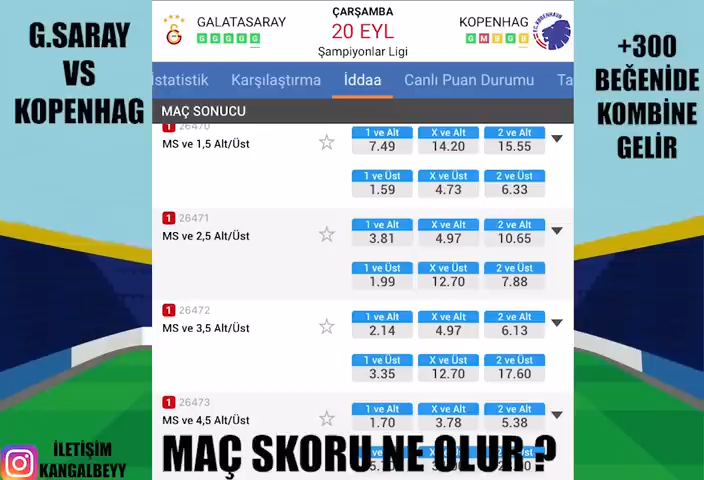 G.SARAY
VS
KOPENHAG
GALATASARAY
G G G G G
ÇARŞAMBA
20 EYL
Şampiyonlar Ligi
KOPENHAG
G M B G B
+300
BEĞENİDE
KOMBİNE
GELİR
İstatistik Karşılaştırma İddaa Canlı Puan Durumu Ta
MAÇ SONUCU
1 26470
MS ve 1,5 Alt/Üst
1 ve Alt X ve Alt 2 ve Alt
7.49 14.20 15.55
1 ve Üst X ve Üst 2 ve Üst
1.59 4.73 6.33
1 26471
MS ve 2,5 Alt/Üst
1 ve Alt X ve Alt 2 ve Alt
3.81 4.97 10.65
1 ve Üst X ve Üst 2 ve Üst
1.99 12.70 7.88
1 26472
MS ve 3,5 Alt/Üst
1 ve Alt X ve Alt 2 ve Alt
2.14 4.97 6.13
1 ve Üst X ve Üst 2 ve Üst
3.35 12.70 17.60
1 26473
MS ve 4,5 Alt/Üst
1 ve Alt X ve Alt 2 ve Alt
1.70 3.78 5.38
MAÇ SKORU NE OLUR ?
İLETİŞİM
KANGALBEYY